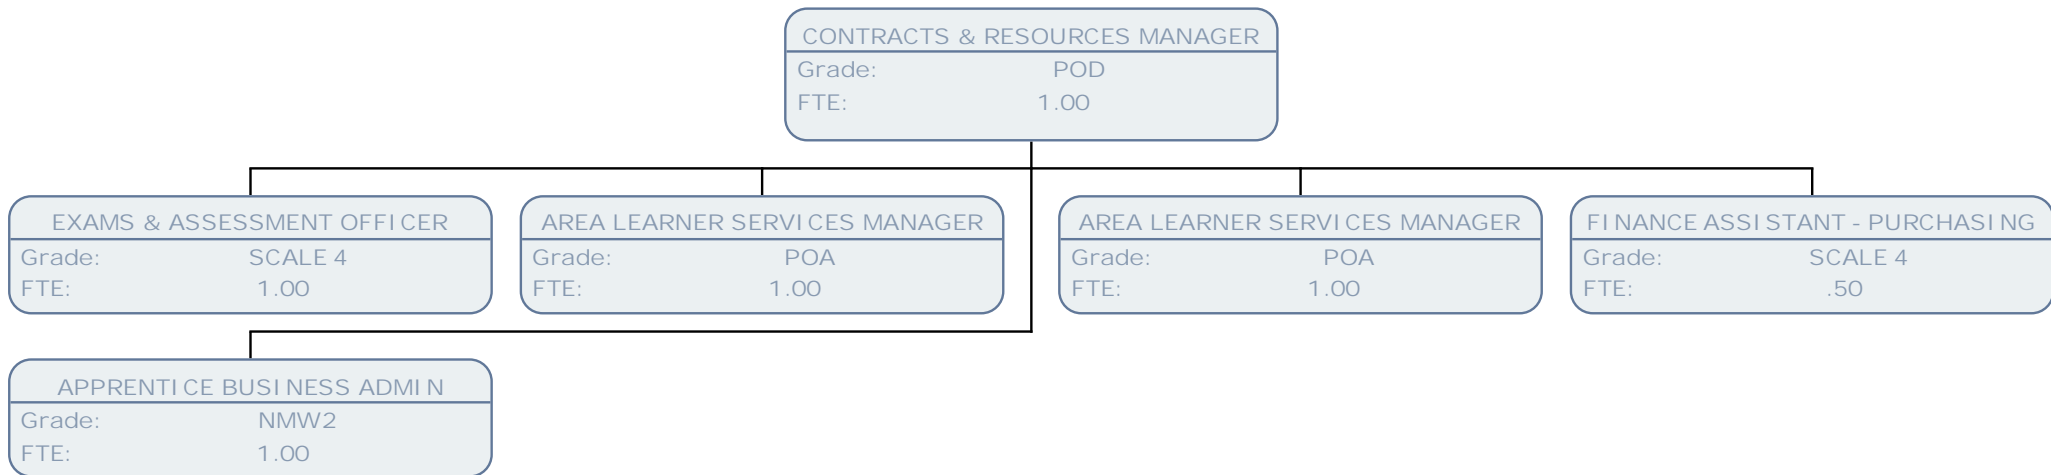 CONTRACTS & RESOURCES MANAGER
Grade: POD
FTE: 1.00
EXAMS & ASSESSMENT OFFICER
Grade: SCALE 4
FTE: 1.00
AREA LEARNER SERVICES MANAGER
Grade: POA
FTE: 1.00
AREA LEARNER SERVICES MANAGER
Grade: POA
FTE: 1.00
FINANCE ASSISTANT - PURCHASING
Grade: SCALE 4
FTE: .50
APPRENTICE BUSINESS ADMIN
Grade: NMW2
FTE: 1.00